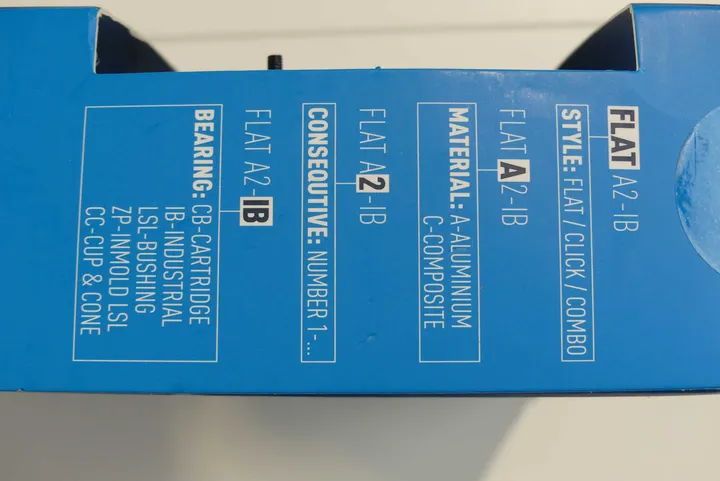 FLAT A2-IB
STYLE: FLAT / CLICK / COMBO
FLAT A2-IB
MATERIAL: A-ALUMINIUM
C-COMPOSITE
FLAT A2-IB
CONSEQUTIVE: NUMBER 1-...
FLAT A2-IB
BEARING: CB-CARTRIDGE
IB-INDUSTRIAL
LSL-BUSHING
ZP-INMOLD LSL
CC-CUP & CONE